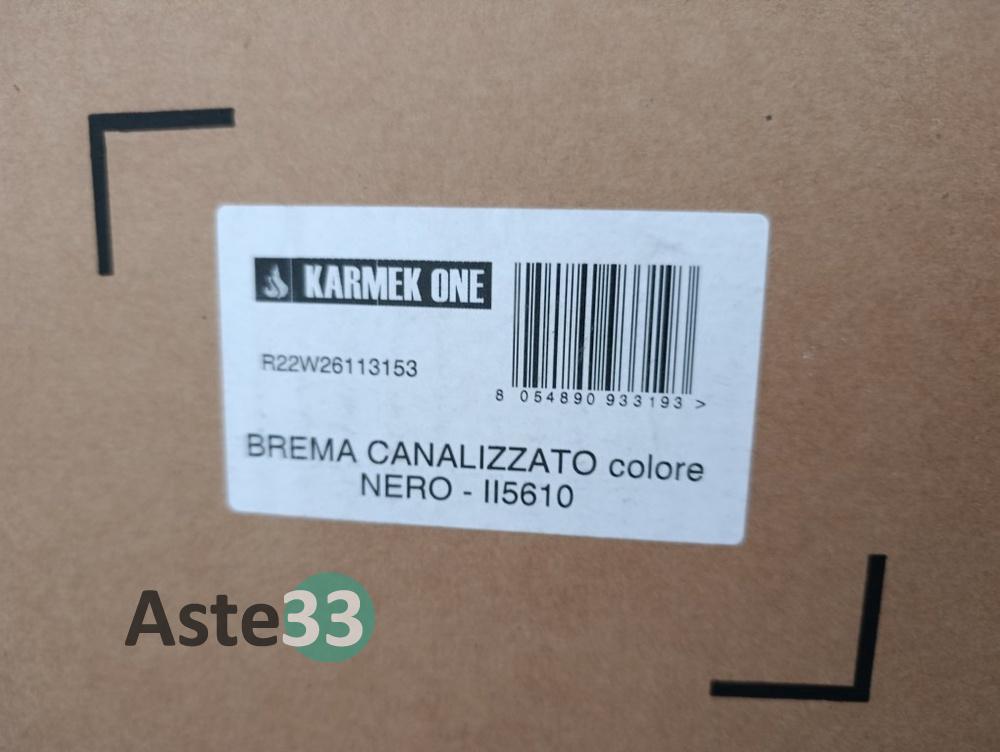 KARMEK ONE
R22W26113153
8 054890 933193 >
BREMA CANALIZZATO colore
NERO - II5610
Aste33